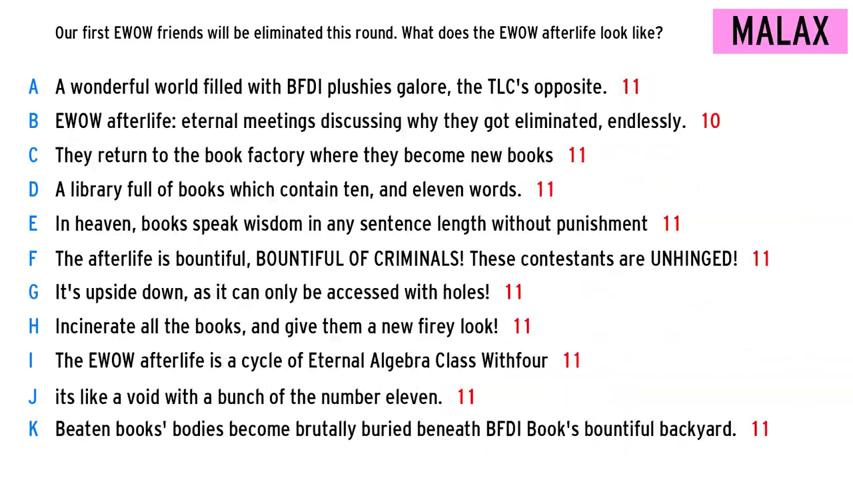 Our first EWOW friends will be eliminated this round. What does the EWOW afterlife look like?
MALAX
A A wonderful world filled with BFDI plushies galore, the TLC's opposite. 11
B EWOW afterlife: eternal meetings discussing why they got eliminated, endlessly. 10
C They return to the book factory where they become new books 11
D A library full of books which contain ten, and eleven words. 11
E In heaven, books speak wisdom in any sentence length without punishment 11
F The afterlife is bountiful, BOUNTIFUL OF CRIMINALS! These contestants are UNHINGED! 11
G It's upside down, as it can only be accessed with holes! 11
H Incinerate all the books, and give them a new firey look! 11
I The EWOW afterlife is a cycle of Eternal Algebra Class Withfour 11
J its like a void with a bunch of the number eleven. 11
K Beaten books' bodies become brutally buried beneath BFDI Book's bountiful backyard. 11